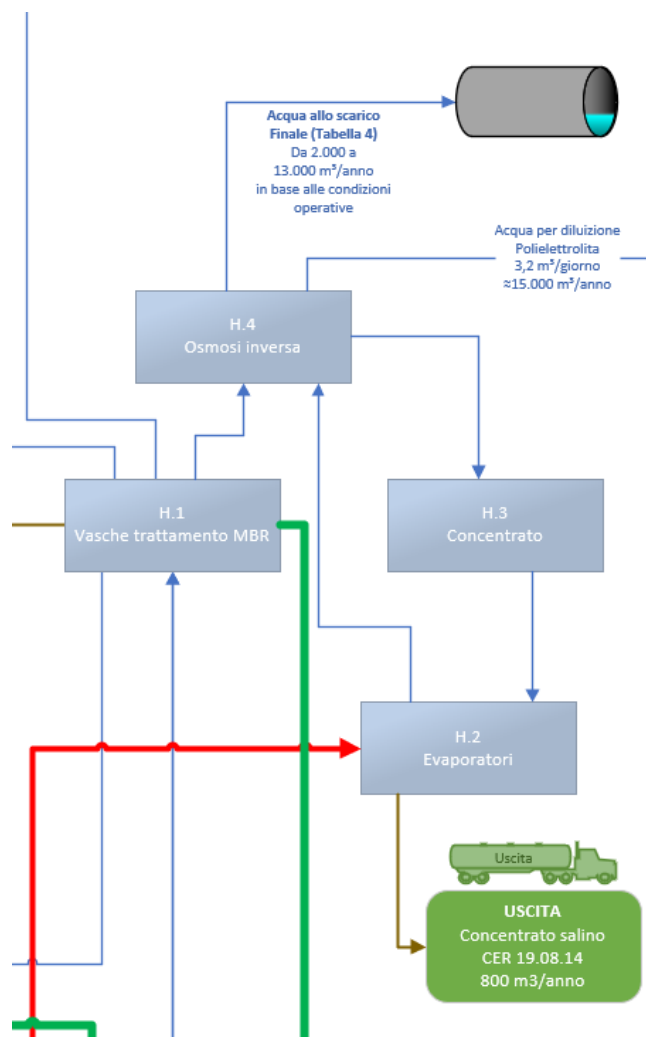 Acqua allo scarico
Finale (Tabella 4)
Da 2.000 a
13.000 m³/anno
in base alle condizioni
operative
Acqua per diluizione
Polielettrolita
3,2 m³/giorno
≈15.000 m³/anno
H.4
Osmosi inversa
H.1
Vasche trattamento MBR
H.3
Concentrato
H.2
Evaporatori
Uscita
USCITA
Concentrato salino
CER 19.08.14
800 m3/anno